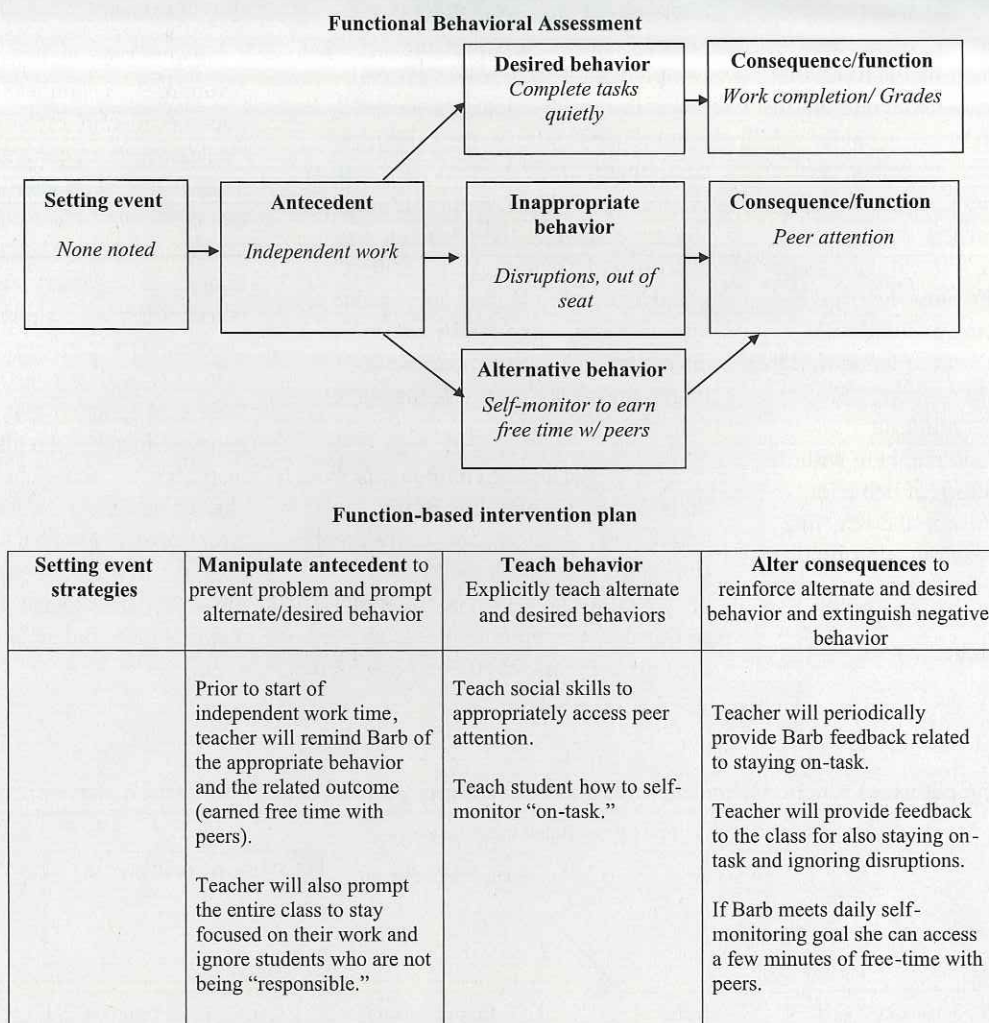 Functional Behavioral Assessment
Desired behavior
Complete tasks
quietly
Consequence/function
Work completion/ Grades
Setting event
None noted
Antecedent
Independent work
Inappropriate
behavior
Disruptions, out of
seat
Consequence/function
Peer attention
Alternative behavior
Self-monitor to earn
free time w/ peers
Function-based intervention plan
Setting event
strategies
Manipulate antecedent to
prevent problem and prompt
alternate/desired behavior
Teach behavior
Explicitly teach alternate
and desired behaviors
Alter consequences to
reinforce alternate and desired
behavior and extinguish negative
behavior
Prior to start of
independent work time,
teacher will remind Barb of
the appropriate behavior
and the related outcome
(earned free time with
peers).
Teacher will also prompt
the entire class to stay
focused on their work and
ignore students who are not
being "responsible."
Teach social skills to
appropriately access peer
attention.
Teach student how to self-
monitor "on-task."
Teacher will periodically
provide Barb feedback related
to staying on-task.
Teacher will provide feedback
to the class for also staying on-
task and ignoring disruptions.
If Barb meets daily self-
monitoring goal she can access
a few minutes of free-time with
peers.